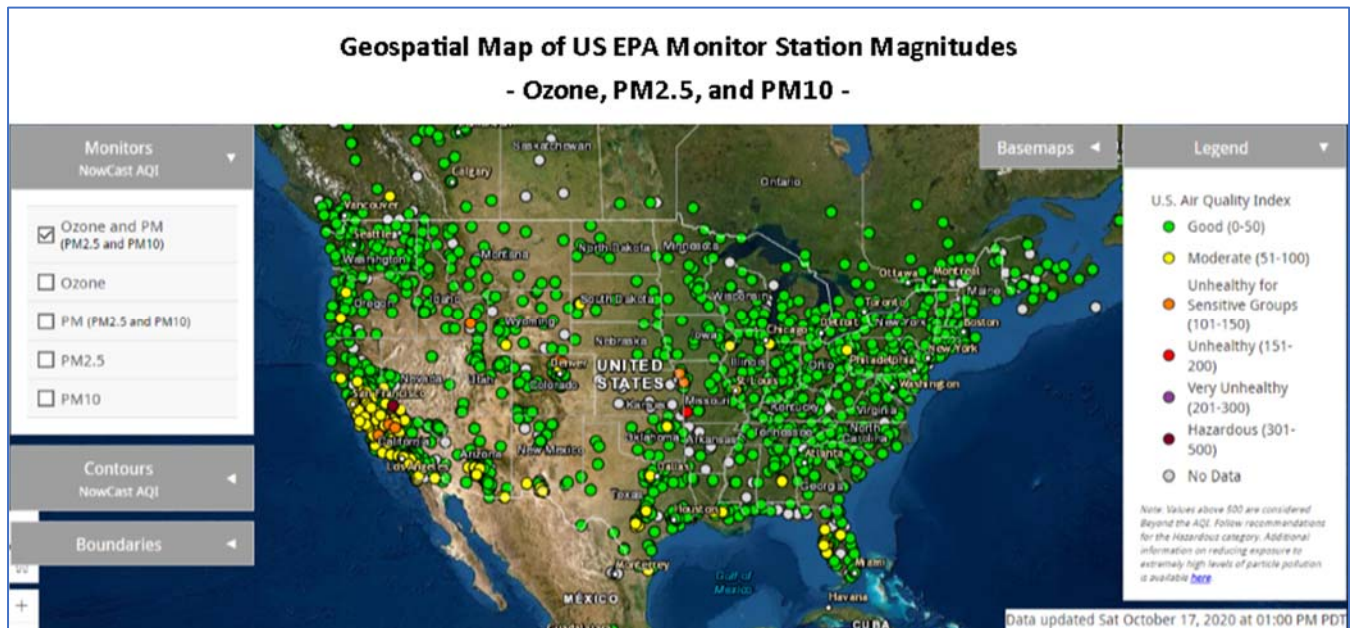 Geospatial Map of US EPA Monitor Station Magnitudes
- Ozone, PM2.5, and PM10 -
Monitors
NowCast AQI
Ozone and PM
(PM2.5 and PM10)
Ozone
PM (PM2.5 and PM10)
PM2.5
PM10
Contours
NowCast AQI
Boundaries
+
Basemaps
Legend
U.S. Air Quality Index
Good (0-50)
Moderate (51-100)
Unhealthy for
Sensitive Groups
(101-150)
Unhealthy (151-
200)
Very Unhealthy
(201-300)
Hazardous (301-
500)
No Data
Note: Values above 500 are considered
Beyond the AQI. Follow recommendations
for the Hazardous category. Additional
information on reducing exposure to
extremely high levels of particle pollution
is available here.
Saskatchewan
Calgary
Ontario
Vancouver
Seattle
Washington
Montana
North Dakota
Minnesota
Ottawa
Montreal
Maine
Oregon
Idaho
South Dakota
Wisconsin
Toronto
Wyoming
Chicago
Detroit
New York
Boston
Iowa
Nebraska
Illinois
Ohio
Philadelphia
New York
Nevada
Utah
Denver
Colorado
UNITED
STATES
St Louis
Washington
San Francisco
Kansas
Missouri
Kentucky
Virginia
California
Oklahoma
Arkansas
Tennessee
North
Carolina
Los Angeles
Arizona
New Mexico
Atlanta
Dallas
Texas
Georgia
Houston
Monterrey
Miami
Gulf of
Mexico
MÉXICO
Havana
CUBA
Guadalajara
Data updated Sat October 17, 2020 at 01:00 PM PDT